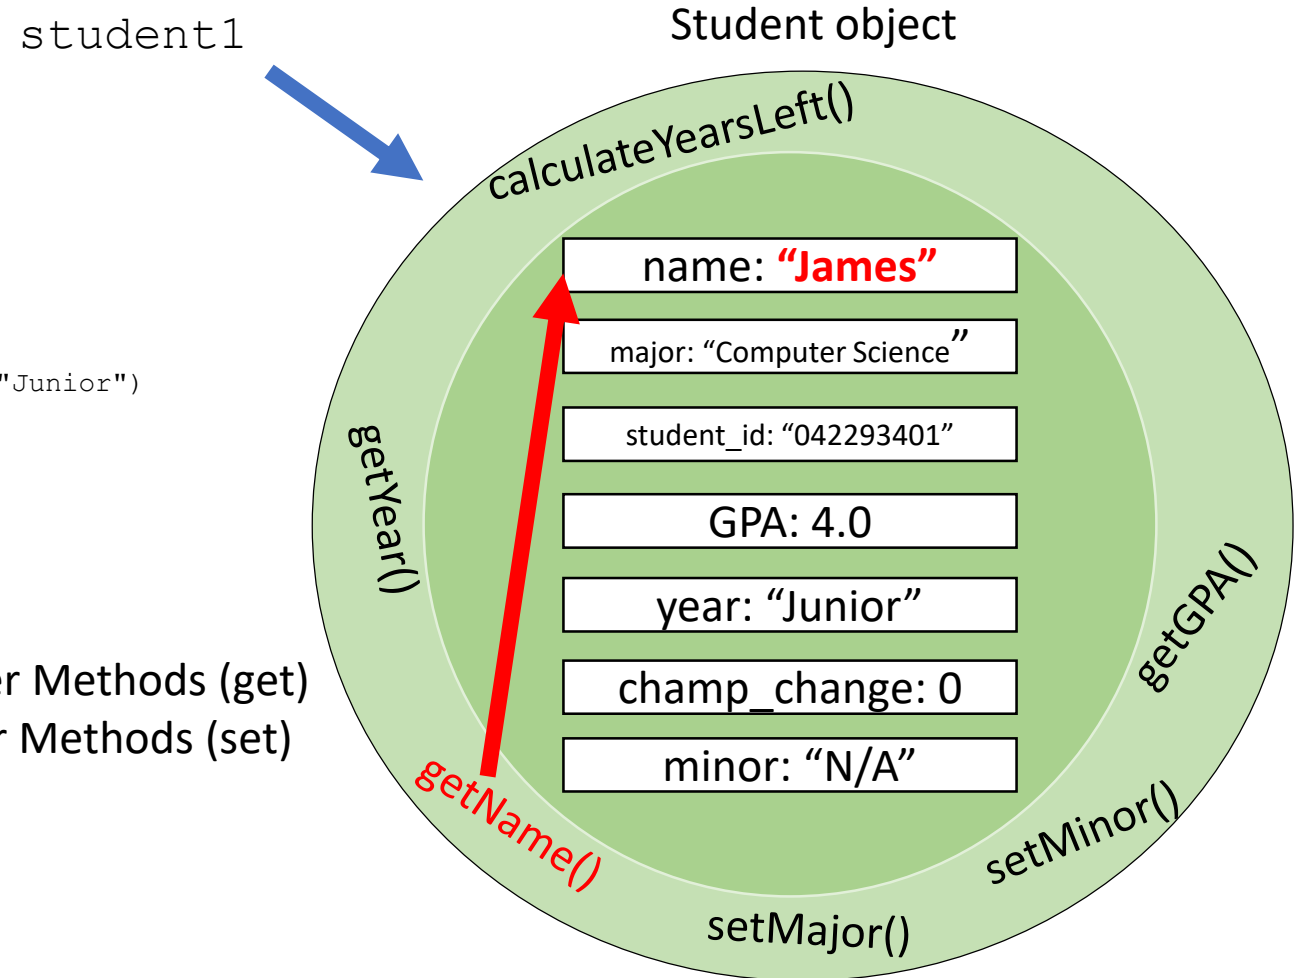 student1
Student object
calculateYearsLeft()
name: “James”
major: “Computer Science”
"Junior")
student_id: “042293401”
getYear()
GPA: 4.0
getGPA()
year: “Junior”
er Methods (get)
champ_change: 0
r Methods (set)
minor: “N/A”
getName()
setMinor()
setMajor()